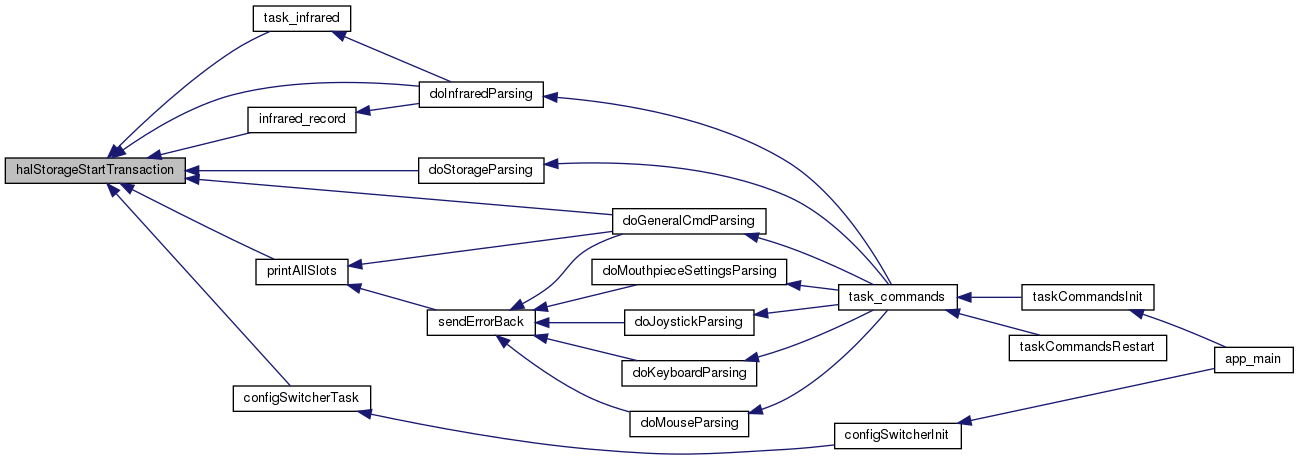 task_infrared
doInfraredParsing
infrared_record
halStorageStartTransaction
doStorageParsing
doGeneralCmdParsing
printAllSlots
doMouthpieceSettingsParsing
task_commands
taskCommandsInit
sendErrorBack
doJoystickParsing
taskCommandsRestart
app_main
doKeyboardParsing
configSwitcherTask
doMouseParsing
configSwitcherInit